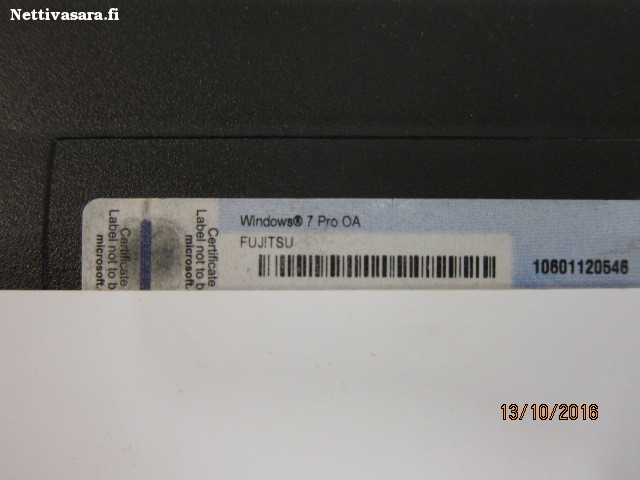 Nettivasara.fi
Certificate
Label not to b
microsoft.
Certificate
Label not to b
microsoft.
Windows® 7 Pro OA
FUJITSU
10601120546
13/10/2016